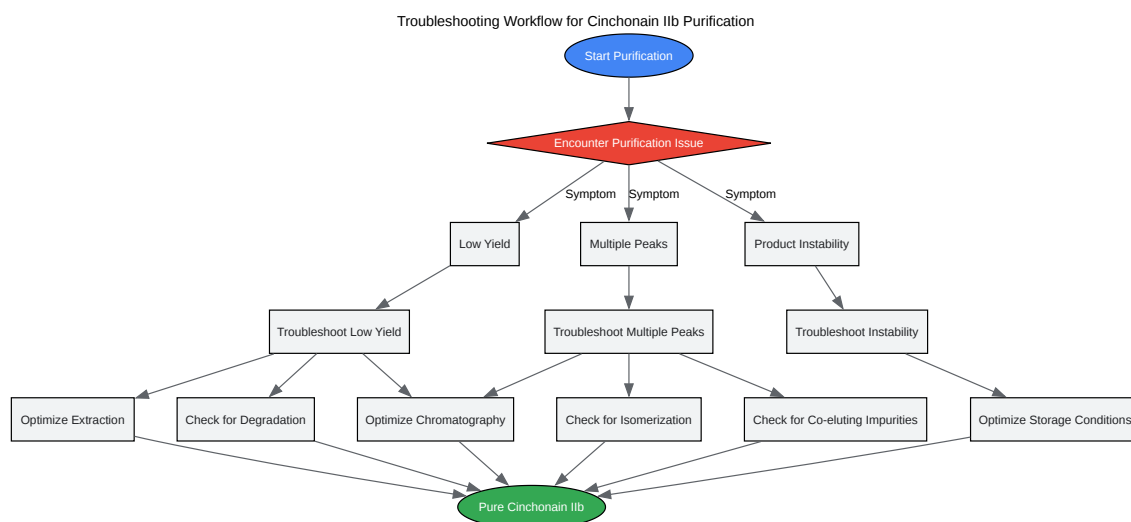 Troubleshooting Workflow for Cinchonain IIb Purification
Start Purification
Encounter Purification Issue
Symptom
Symptom
Symptom
Low Yield
Multiple Peaks
Product Instability
Troubleshoot Low Yield
Troubleshoot Multiple Peaks
Troubleshoot Instability
Optimize Extraction
Check for Degradation
Optimize Chromatography
Check for Isomerization
Check for Co-eluting Impurities
Optimize Storage Conditions
Pure Cinchonain IIb